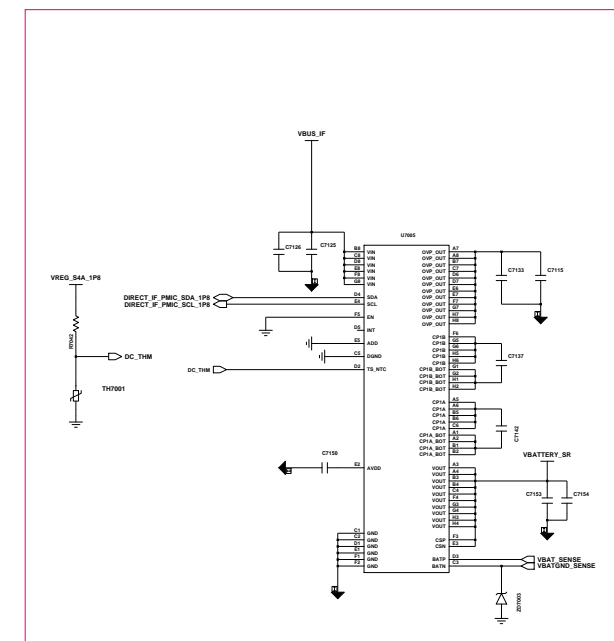 VBUS_IF
U7005
C7126
C7125
B8 VIN
C8 VIN
D8 VIN
E8 VIN
F8 VIN
G8 VIN
A7 OVP_OUT
A8 OVP_OUT
B7 OVP_OUT
C7 OVP_OUT
D6 OVP_OUT
D7 OVP_OUT
E6 OVP_OUT
E7 OVP_OUT
F7 OVP_OUT
G7 OVP_OUT
H7 OVP_OUT
H8 OVP_OUT
C7133
C7115
VREG_S4A_1P8
DIRECT_IF_PMIC_SDA_1P8
D4 SDA
DIRECT_IF_PMIC_SCL_1P8
E4 SCL
F5 EN
D5 INT
E5 ADD
C5 DGND
R7042
DC_THM
DC_THM
D2 TS_NTC
TH7001
F6 CP1B
G5 CP1B
G6 CP1B
H5 CP1B
H6 CP1B
G1 CP1B_BOT
G2 CP1B_BOT
H1 CP1B_BOT
H2 CP1B_BOT
C7137
A5 CP1A
A6 CP1A
B5 CP1A
B6 CP1A
C6 CP1A
A1 CP1A_BOT
A2 CP1A_BOT
B1 CP1A_BOT
B2 CP1A_BOT
C7142
C7150
E2 AVDD
VBATTERY_SR
A3 VOUT
A4 VOUT
B3 VOUT
B4 VOUT
C4 VOUT
F4 VOUT
G3 VOUT
G4 VOUT
H3 VOUT
H4 VOUT
C7153
C7154
F3 CSP
E3 CSN
C1 GND
C2 GND
D1 GND
E1 GND
F1 GND
F2 GND
D3 BATP
VBAT_SENSE
C3 BATN
VBATGND_SENSE
ZD7003